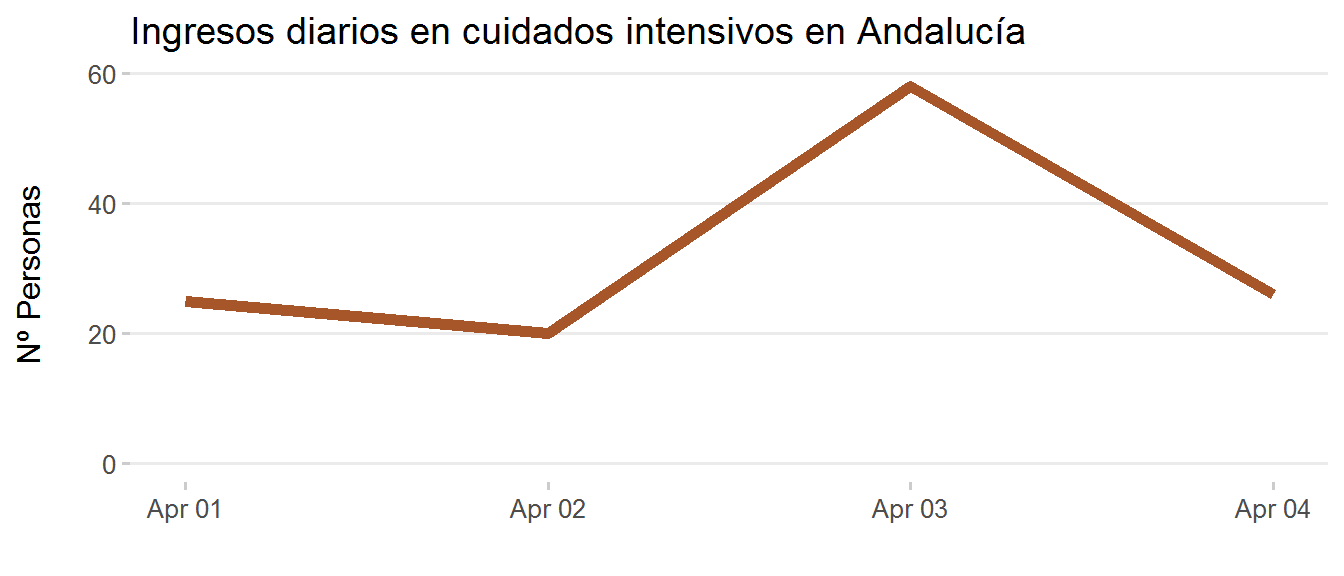 Ingresos diarios en cuidados intensivos en Andalucía
Nº Personas
60
40
20
0
Apr 01
Apr 02
Apr 03
Apr 04